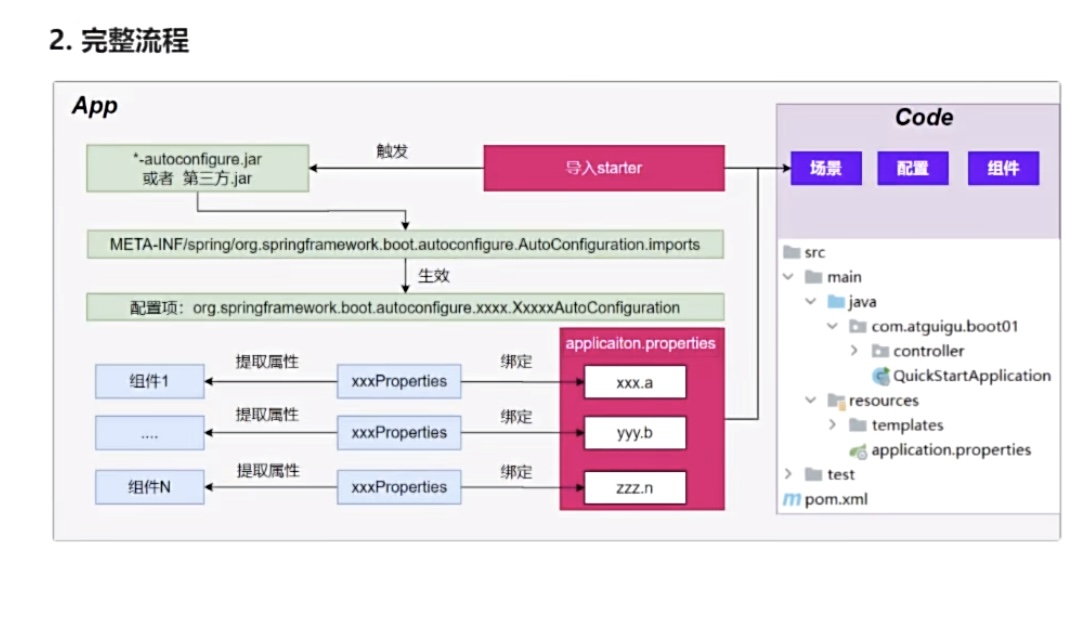 2. 完整流程
App
Code
*-autoconfigure.jar
或者 第三方.jar
触发
导入starter
场景
配置
组件
META-INF/spring/org.springframework.boot.autoconfigure.AutoConfiguration.imports
生效
配置项：org.springframework.boot.autoconfigure.xxxx.XxxxxAutoConfiguration
applicaiton.properties
组件1
提取属性
xxxProperties
绑定
xxx.a
....
提取属性
xxxProperties
绑定
yyy.b
组件N
提取属性
xxxProperties
绑定
zzz.n
src
main
java
com.atguigu.boot01
controller
QuickStartApplication
resources
templates
application.properties
test
m pom.xml